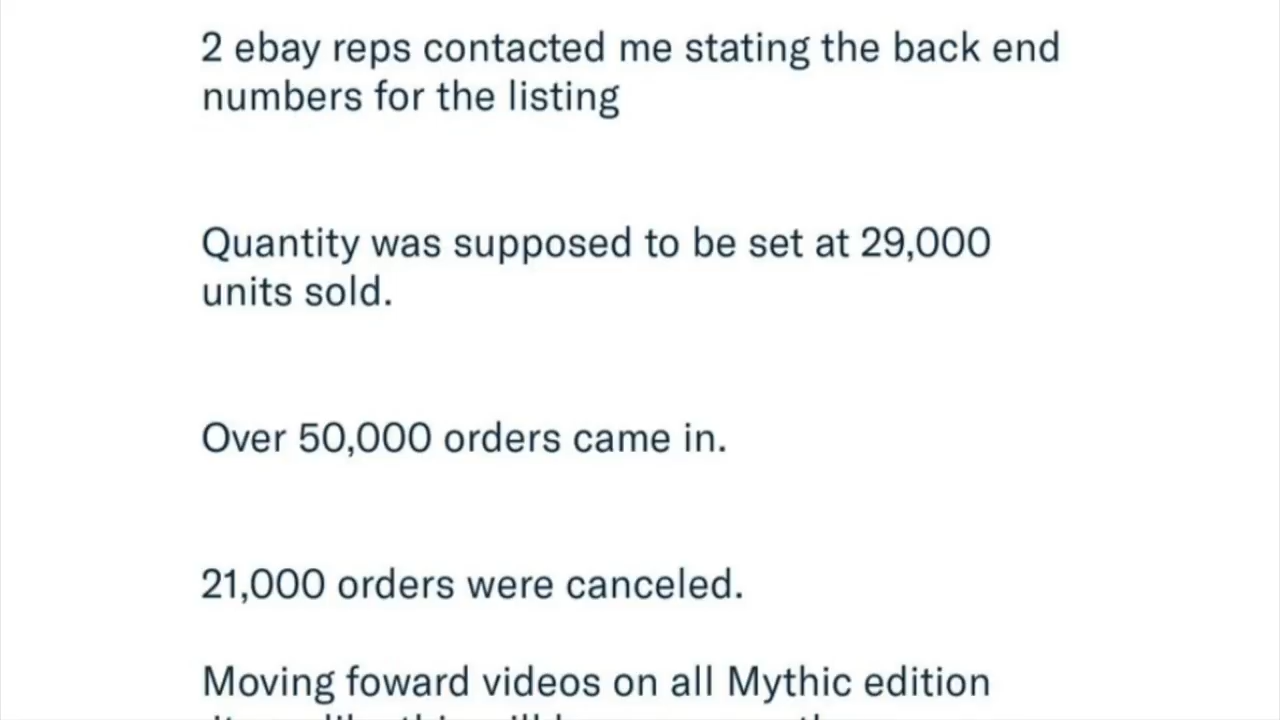 2 ebay reps contacted me stating the back end
numbers for the listing
Quantity was supposed to be set at 29,000
units sold.
Over 50,000 orders came in.
21,000 orders were canceled.
Moving foward videos on all Mythic edition